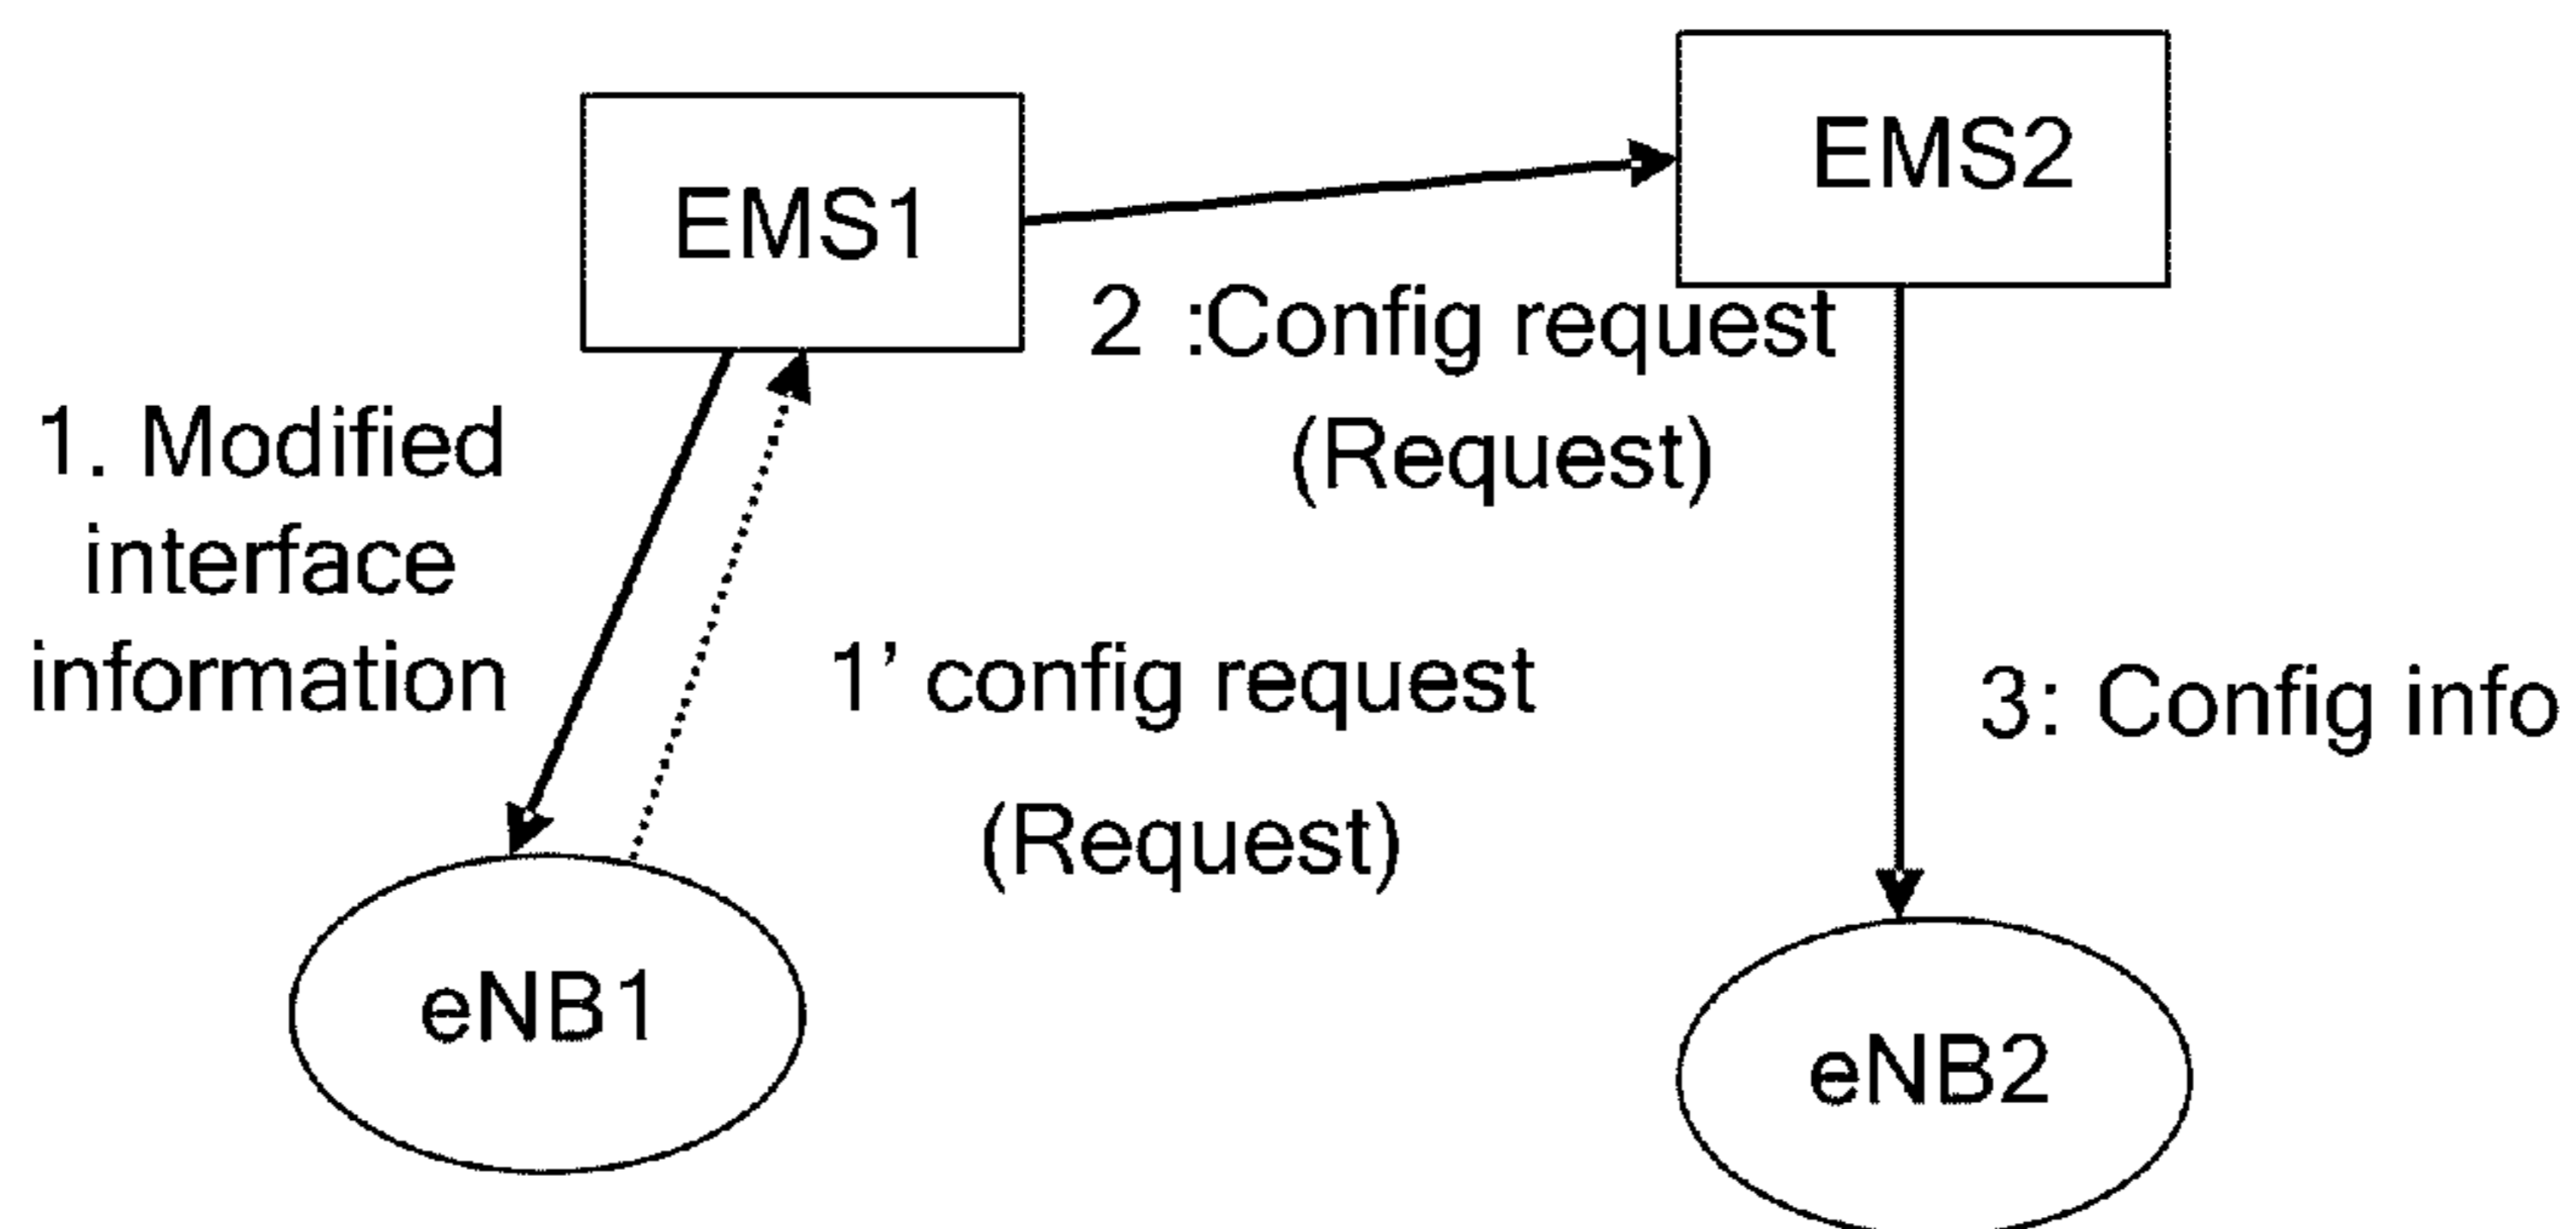 EMS1
EMS2
2 :Config request
(Request)
1. Modified
interface
information
1’ config request
(Request)
3: Config info
eNB1
eNB2